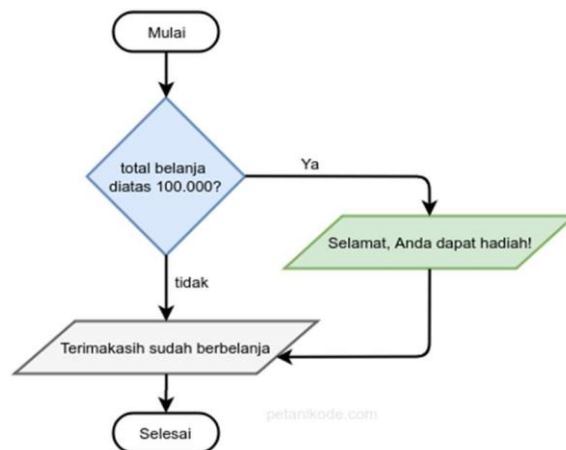 Mulai
total belanja
diatas 100.000?
Ya
Selamat, Anda dapat hadiah!
tidak
Terimakasih sudah berbelanja
petanikode.com
Selesai